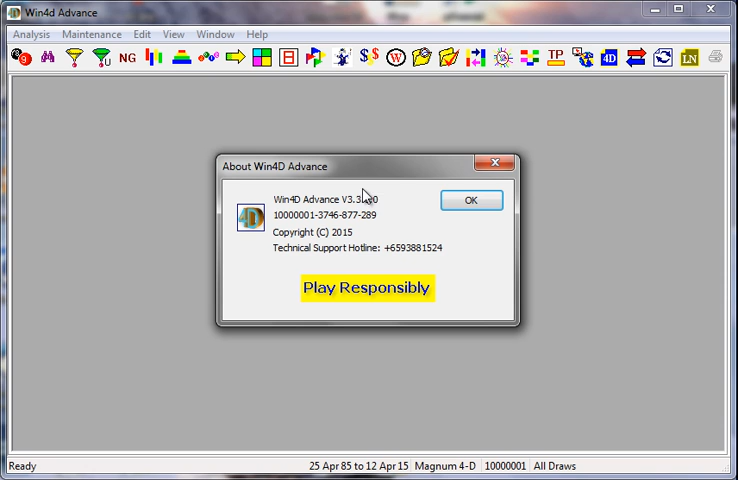 Win4d Advance
Analysis Maintenance Edit View Window Help
9 U NG $ $ W TP 4D LN
About Win4D Advance
Win4D Advance
10000001-3746-877-289
OK
Copyright (C) 2015
Technical Support Hotline: +6593881524
4D
Play Responsibly
Ready 25 Apr 85 to 12 Apr 15 Magnum 4-D 10000001 All Draws